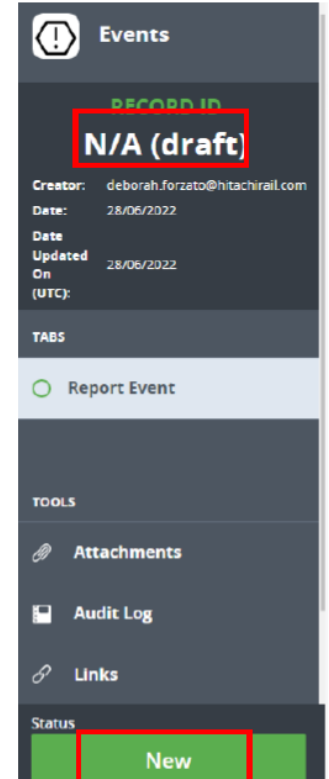 Events
RECORD ID
N/A (draft)
Creator: deborah.forzato@hitachirail.com
Date: 28/06/2022
Date
Updated
On
(UTC): 28/06/2022
TABS
Report Event
TOOLS
Attachments
Audit Log
Links
Status
New